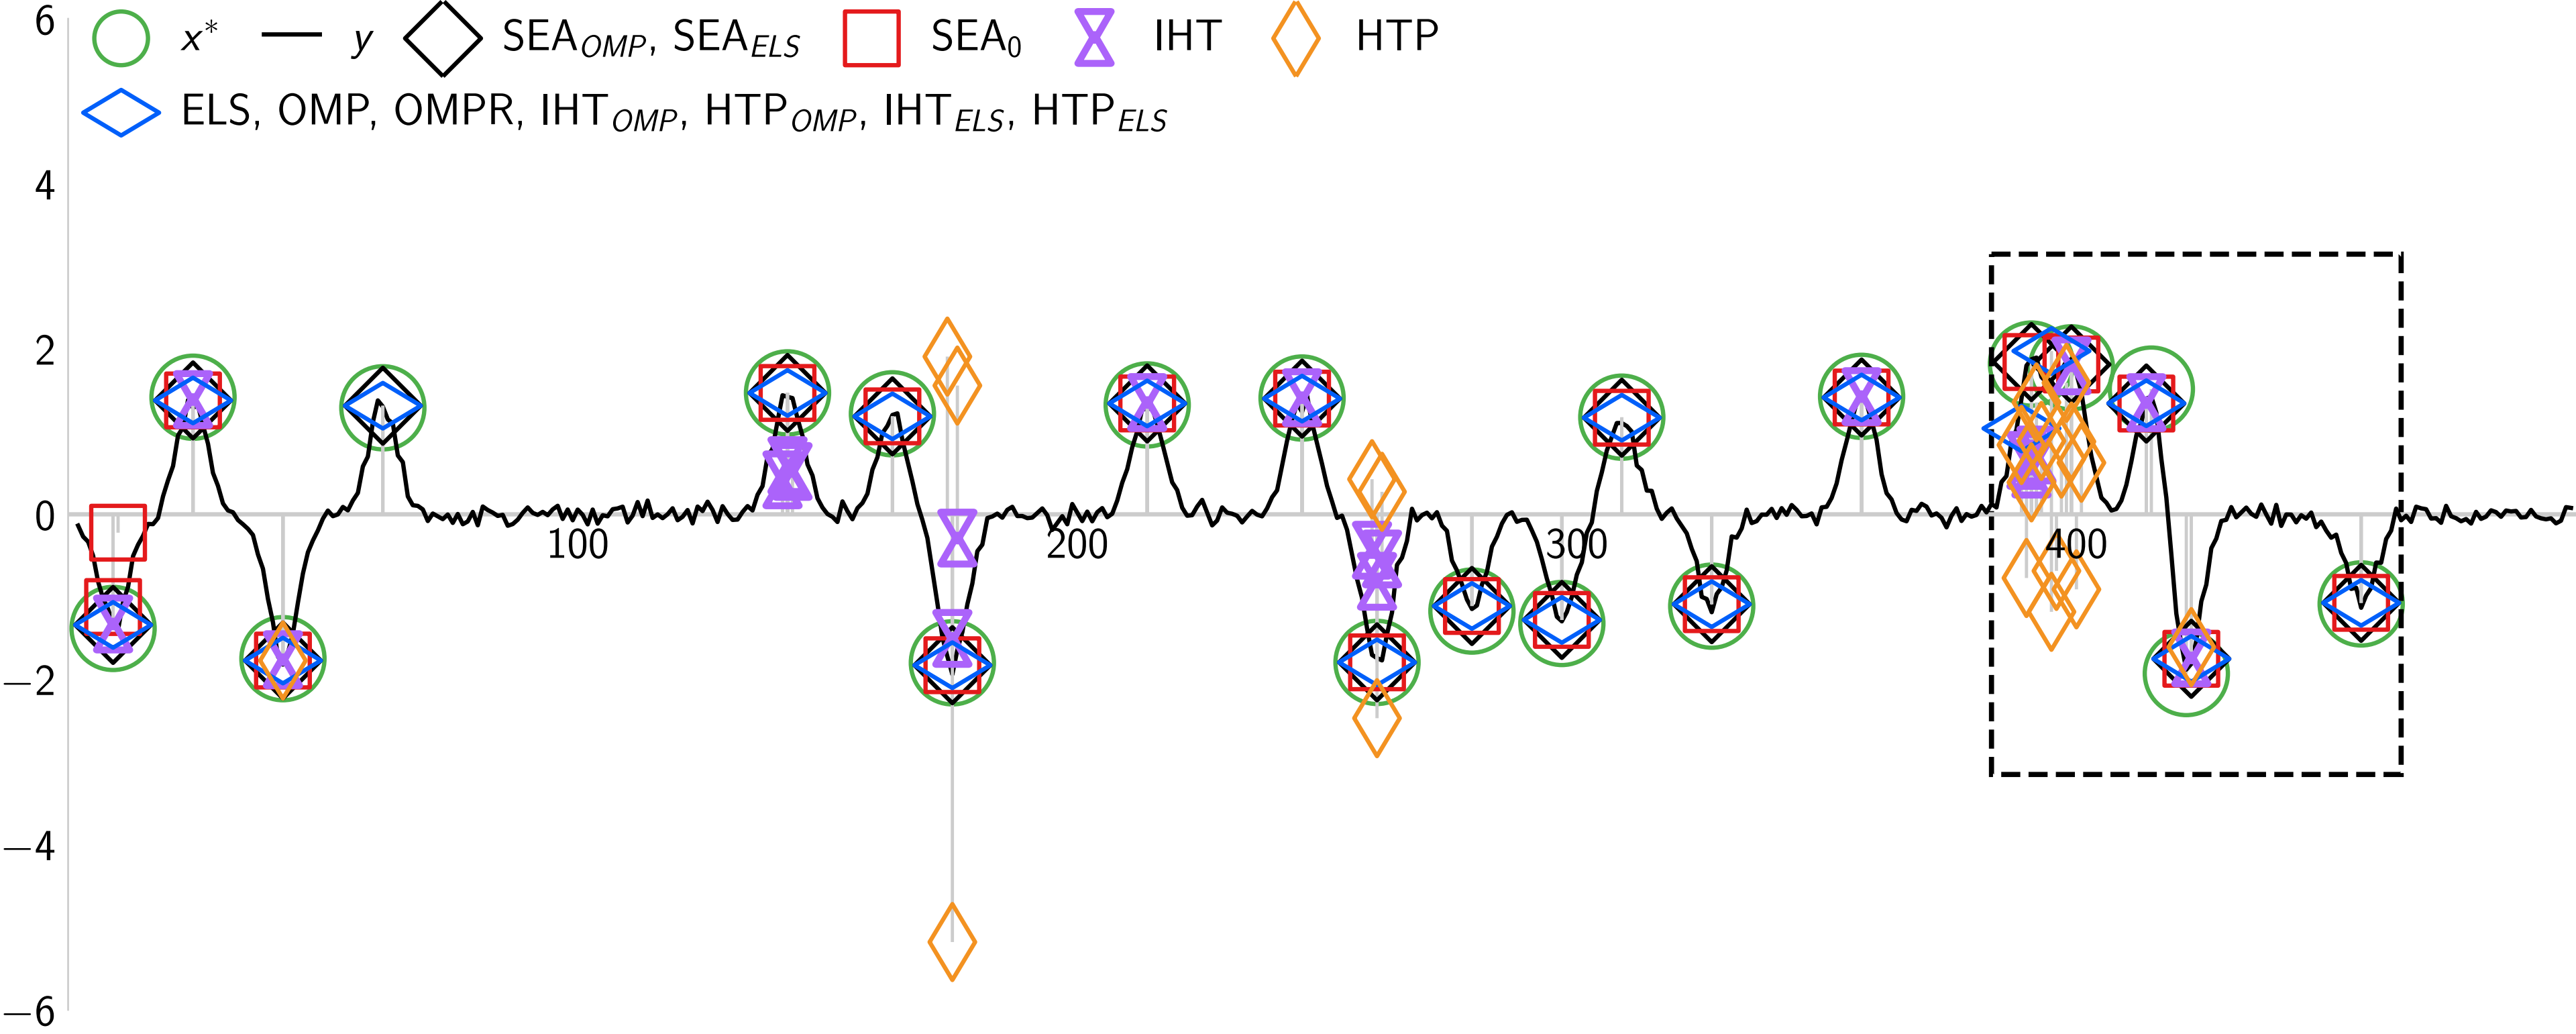 6
x* y SEA_OMP, SEA_ELS SEA_0 IHT HTP
ELS, OMP, OMPR, IHT_OMP, HTP_OMP, IHT_ELS, HTP_ELS
4
2
0
100 200 300 400
−2
−4
−6